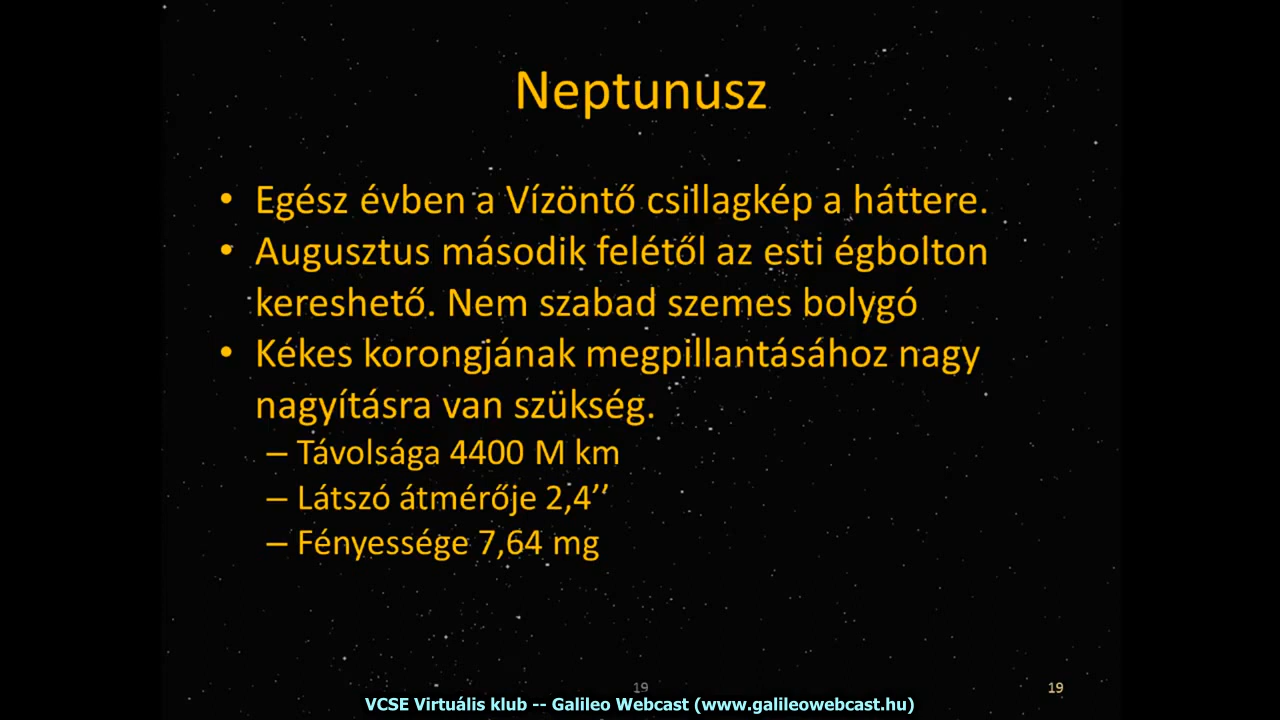 Neptunusz
• Egész évben a Vízöntő csillagkép a háttere.
• Augusztus második felétől az esti égbolton
kereshető. Nem szabad szemes bolygó
• Kékes korongjának megpillantásához nagy
nagyításra van szükség.
– Távolsága 4400 M km
– Látszó átmérője 2,4’’
– Fényessége 7,64 mg
19
19
VCSE Virtuális klub -- Galileo Webcast (www.galileowebcast.hu)